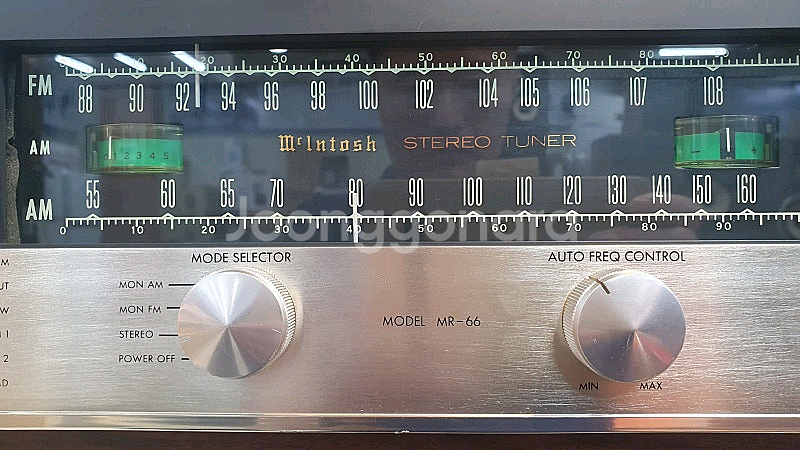 10 20 30 40 50 60 70 80 90
FM 88 90 92 94 96 98 100 102 104 105 106 107 108
AM 1 2 3 4 5 McIntosh STEREO TUNER - +
AM 55 60 65 70 80 90 100 110 120 130 140 150 160
0 10 20 30 40 50 60 70 80 90
Joonggonara
MODE SELECTOR AUTO FREQ CONTROL
MON AM
MON FM
STEREO
POWER OFF
MODEL MR-66
MIN MAX
1
2